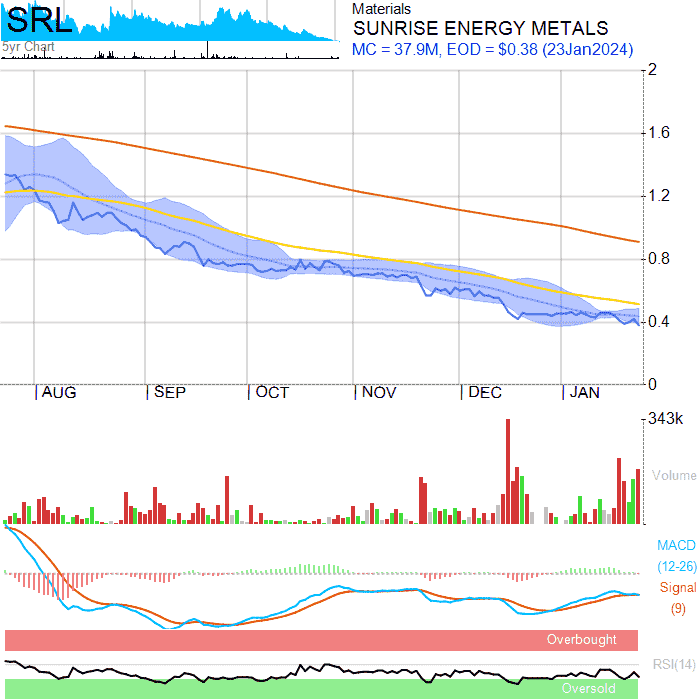 SRL
5yr Chart
Materials
SUNRISE ENERGY METALS
MC = 37.9M, EOD = $0.38 (23Jan2024)
2
1.6
1.2
0.8
0.4
0
AUG SEP OCT NOV DEC JAN
343k
Volume
MACD
(12-26)
Signal
(9)
Overbought
RSI(14)
Oversold